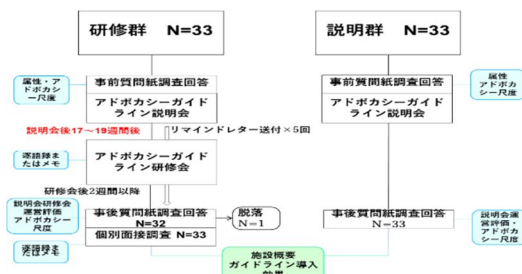 研修群 N=33
説明群 N=33
属性・ア
ドボカシ
ー尺度
事前質問紙調査回答
アドボカシーガイド
ライン説明会
事前質問紙調査回答
アドボカシーガイド
ライン説明会
属性
アドボカ
シー尺度
説明会後17~19週間後
リマインドレター送付×5回
逐語録ま
たはメモ
アドボカシーガイド
ライン研修会
研修会後2週間以降
説明会研修会
運営評価
アドボカシー
尺度
事後質問紙調査回答
N=32
個別面接調査 N=33
脱落
N=1
事後質問紙調査回答
N=33
説明会運
営評価・
アドボカ
シー尺度
逐語録ま
たはメモ
施設概要
ガイドライン導入
効果